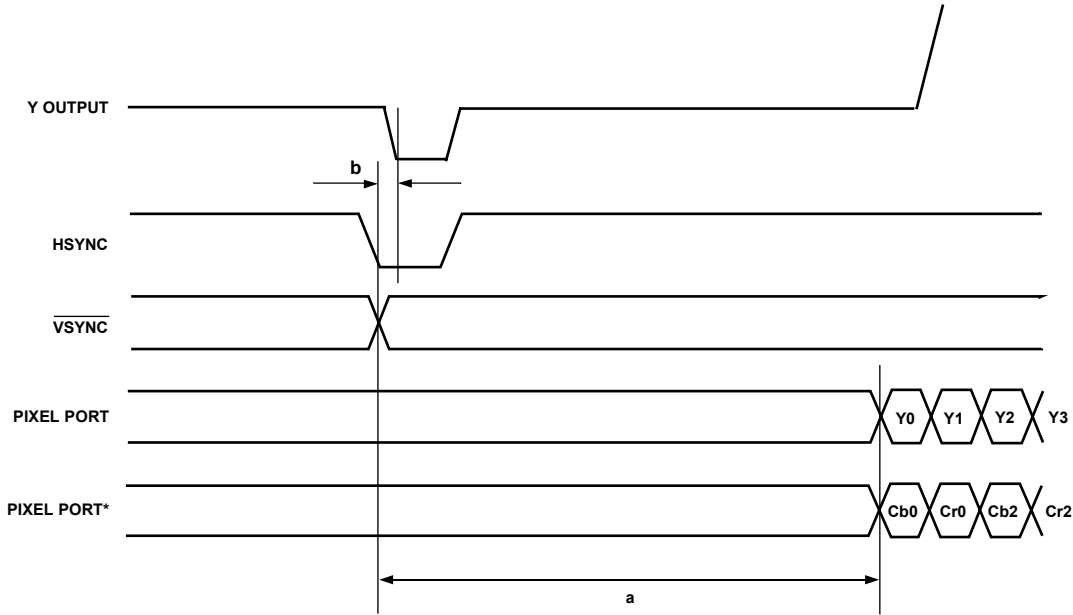 Y OUTPUT
b
HSYNC
VSYNC
PIXEL PORT Y0 Y1 Y2 Y3
PIXEL PORT* Cb0 Cr0 Cb2 Cr2
a